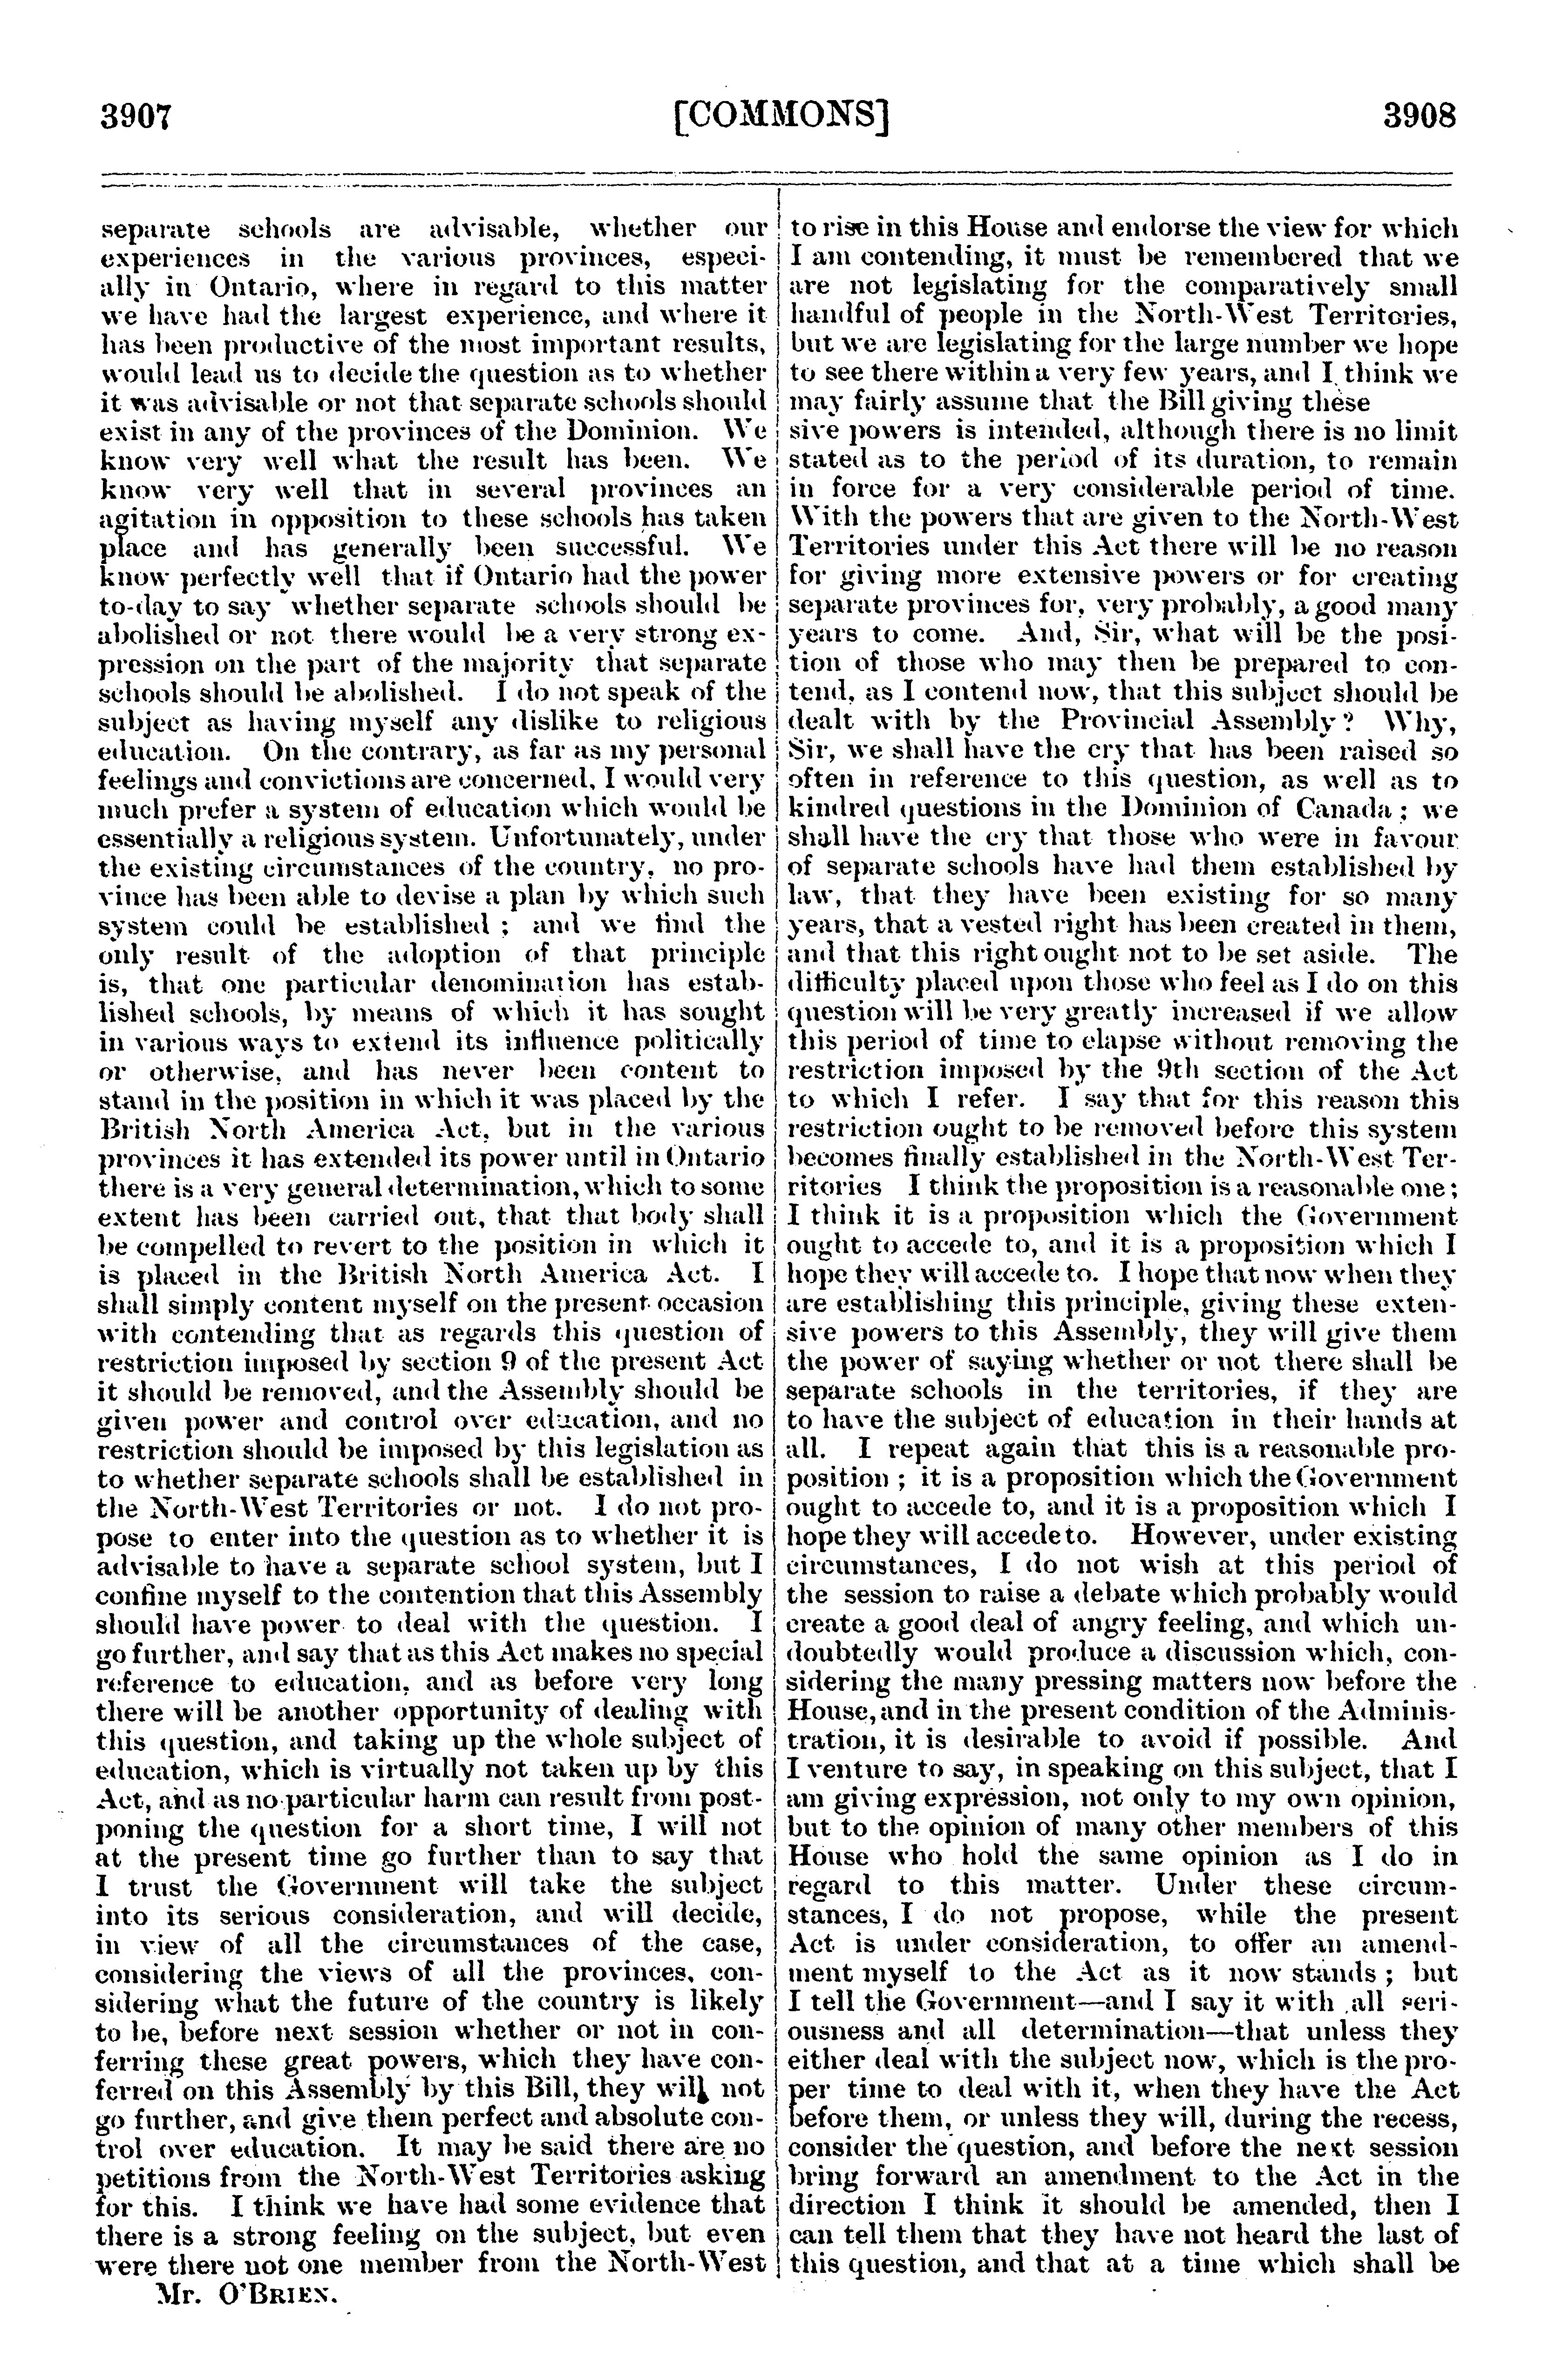 3907 [COMMONS] 3908
separate schools are advisable, whether our
experiences in the various provinces, especi-
ally in Ontario, where in regard to this matter
we have had the largest experience, and where it
has been productive of the most important results,
would lead us to decide the question as to whether
it was advisable or not that separate schools should
exist in any of the provinces of the Dominion. We
know very well what the result has been. We
know very well that in several provinces an
agitation in opposition to these schools has taken
place and has generally been successful. We
know perfectly well that if Ontario had the power
to-day to say whether separate schools should be
abolished or not there would be a very strong ex-
pression on the part of the majority that separate
schools should be abolished. I do not speak of the
subject as having myself any dislike to religious
education. On the contrary, as far as my personal
feelings and convictions are concerned, I would very
much prefer a system of education which would be
essentially a religious system. Unfortunately, under
the existing circumstances of the country, no pro-
vince has been able to devise a plan by which such
system could be established ; and we find the
only result of the adoption of that principle
is, that one particular denomination has estab-
lished schools, by means of which it has sought
in various ways to extend its influence politically
or otherwise, and has never been content to
stand in the position in which it was placed by the
British North America Act, but in the various
provinces it has extended its power until in Ontario
there is a very general determination, which to some
extent has been carried out, that that body shall
be compelled to revert to the position in which it
is placed in the British North America Act. I
shall simply content myself on the present occasion
with contending that as regards this question of
restriction imposed by section 9 of the present Act
it should be removed, and the Assembly should be
given power and control over education, and no
restriction should be imposed by this legislation as
to whether separate schools shall be established in
the North-West Territories or not. I do not pro-
pose to enter into the question as to whether it is
advisable to have a separate school system, but I
confine myself to the contention that this Assembly
should have power to deal with the question. I
go further, and say that as this Act makes no special
reference to education, and as before very long
there will be another opportunity of dealing with
this question, and taking up the whole subject of
education, which is virtually not taken up by this
Act, and as no particular harm can result from post-
poning the question for a short time, I will not
at the present time go further than to say that
I trust the Government will take the subject
into its serious consideration, and will decide,
in view of all the circumstances of the case,
considering the views of all the provinces, con-
sidering what the future of the country is likely
to be, before next session whether or not in con-
ferring these great powers, which they have con-
ferred on this Assembly by this Bill, they will not
go further, and give them perfect and absolute con-
trol over education. It may be said there are no
petitions from the North-West Territories asking
for this. I think we have had some evidence that
there is a strong feeling on the subject, but even
were there not one member from the North-West
Mr. O'BRIEN.
to rise in this House and endorse the view for which
I am contending, it must be remembered that we
are not legislating for the comparatively small
handful of people in the North-West Territories,
but we are legislating for the large number we hope
to see there within a very few years, and I think we
may fairly assume that the Bill giving these
sive powers is intended, although there is no limit
stated as to the period of its duration, to remain
in force for a very considerable period of time.
With the powers that are given to the North-West
Territories under this Act there will be no reason
for giving more extensive powers or for creating
separate provinces for, very probably, a good many
years to come. And, Sir, what will be the posi-
tion of those who may then be prepared to con-
tend, as I contend now, that this subject should be
dealt with by the Provincial Assembly? Why,
Sir, we shall have the cry that has been raised so
often in reference to this question, as well as to
kindred questions in the Dominion of Canada ; we
shall have the cry that those who were in favour
of separate schools have had them established by
law, that they have been existing for so many
years, that a vested right has been created in them,
and that this right ought not to be set aside. The
difficulty placed upon those who feel as I do on this
question will be very greatly increased if we allow
this period of time to elapse without removing the
restriction imposed by the 9th section of the Act
to which I refer. I say that for this reason this
restriction ought to be removed before this system
becomes finally established in the North-West Ter-
ritories I think the proposition is a reasonable one ;
I think it is a proposition which the Government
ought to accede to, and it is a proposition which I
hope they will accede to. I hope that now when they
are establishing this principle, giving these exten-
sive powers to this Assembly, they will give them
the power of saying whether or not there shall be
separate schools in the territories, if they are
to have the subject of education in their hands at
all. I repeat again that this is a reasonable pro-
position ; it is a proposition which the Government
ought to accede to, and it is a proposition which I
hope they will accede to. However, under existing
circumstances, I do not wish at this period of
the session to raise a debate which probably would
create a good deal of angry feeling, and which un-
doubtedly would produce a discussion which, con-
sidering the many pressing matters now before the
House, and in the present condition of the Adminis-
tration, it is desirable to avoid if possible. And
I venture to say, in speaking on this subject, that I
am giving expression, not only to my own opinion,
but to the opinion of many other members of this
House who hold the same opinion as I do in
regard to this matter. Under these circum-
stances, I do not propose, while the present
Act is under consideration, to offer an amend-
ment myself to the Act as it now stands ; but
I tell the Government—and I say it with all seri-
ousness and all determination—that unless they
either deal with the subject now, which is the pro-
per time to deal with it, when they have the Act
before them, or unless they will, during the recess,
consider the question, and before the next session
bring forward an amendment to the Act in the
direction I think it should be amended, then I
can tell them that they have not heard the last of
this question, and that at a time which shall be